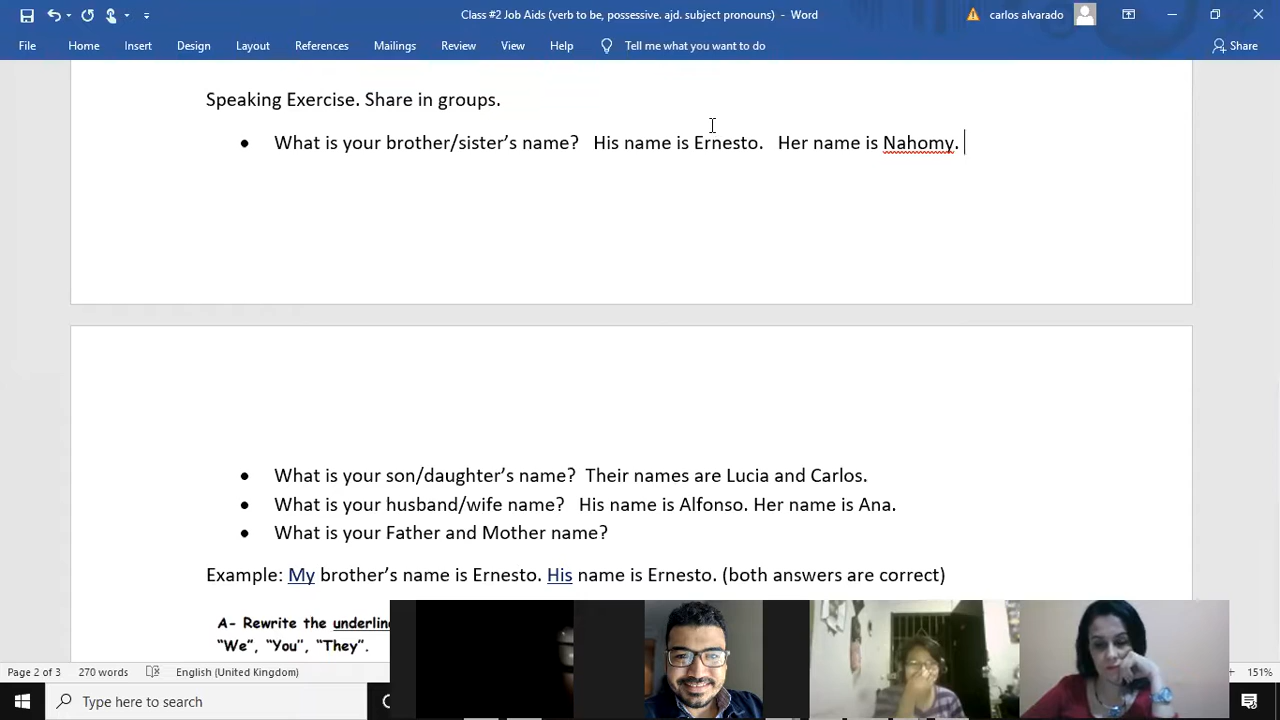 Class #2 Job Aids (verb to be, possessive. ajd. subject pronouns) - Word
carlos alvarado
File Home Insert Design Layout References Mailings Review View Help Tell me what you want to do Share
Speaking Exercise. Share in groups.
• What is your brother/sister’s name? His name is Ernesto. Her name is Nahomy.
• What is your son/daughter’s name? Their names are Lucia and Carlos.
• What is your husband/wife name? His name is Alfonso. Her name is Ana.
• What is your Father and Mother name?
Example: My brother’s name is Ernesto. His name is Ernesto. (both answers are correct)
A- Rewrite the
“We”, “You”, “They”.
Page 2 of 3 270 words English (United Kingdom) 151%
Type here to search